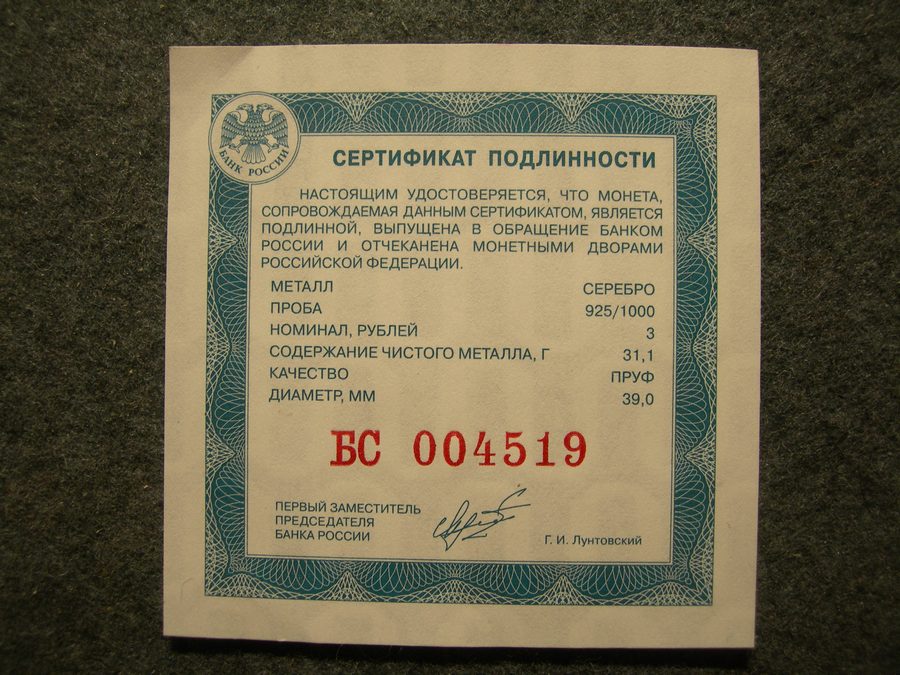 БАНК РОССИИ
СЕРТИФИКАТ ПОДЛИННОСТИ
НАСТОЯЩИМ УДОСТОВЕРЯЕТСЯ, ЧТО МОНЕТА,
СОПРОВОЖДАЕМАЯ ДАННЫМ СЕРТИФИКАТОМ, ЯВЛЯЕТСЯ
ПОДЛИННОЙ, ВЫПУЩЕНА В ОБРАЩЕНИЕ БАНКОМ
РОССИИ И ОТЧЕКАНЕНА МОНЕТНЫМИ ДВОРАМИ
РОССИЙСКОЙ ФЕДЕРАЦИИ.
МЕТАЛЛ СЕРЕБРО
ПРОБА 925/1000
НОМИНАЛ, РУБЛЕЙ 3
СОДЕРЖАНИЕ ЧИСТОГО МЕТАЛЛА, Г 31,1
КАЧЕСТВО ПРУФ
ДИАМЕТР, ММ 39,0
БС 004519
ПЕРВЫЙ ЗАМЕСТИТЕЛЬ
ПРЕДСЕДАТЕЛЯ
БАНКА РОССИИ
Г. И. Лунтовский